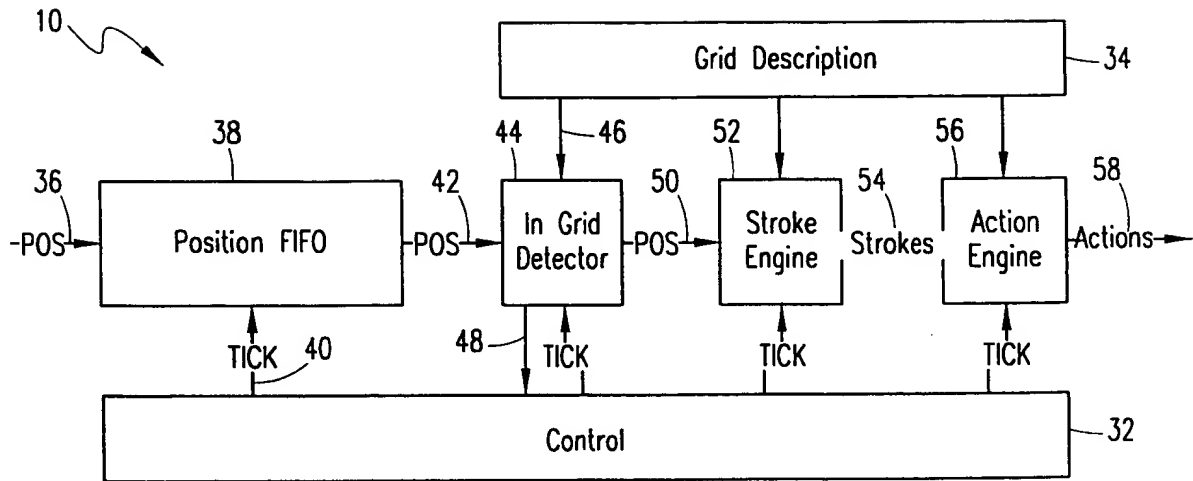 10
Grid Description
34
38
44
46
52
56
36
42
50
54
58
-POS
Position FIFO
POS
In Grid
Detector
POS
Stroke
Engine
Strokes
Action
Engine
Actions
TICK
40
48
TICK
TICK
TICK
Control
32